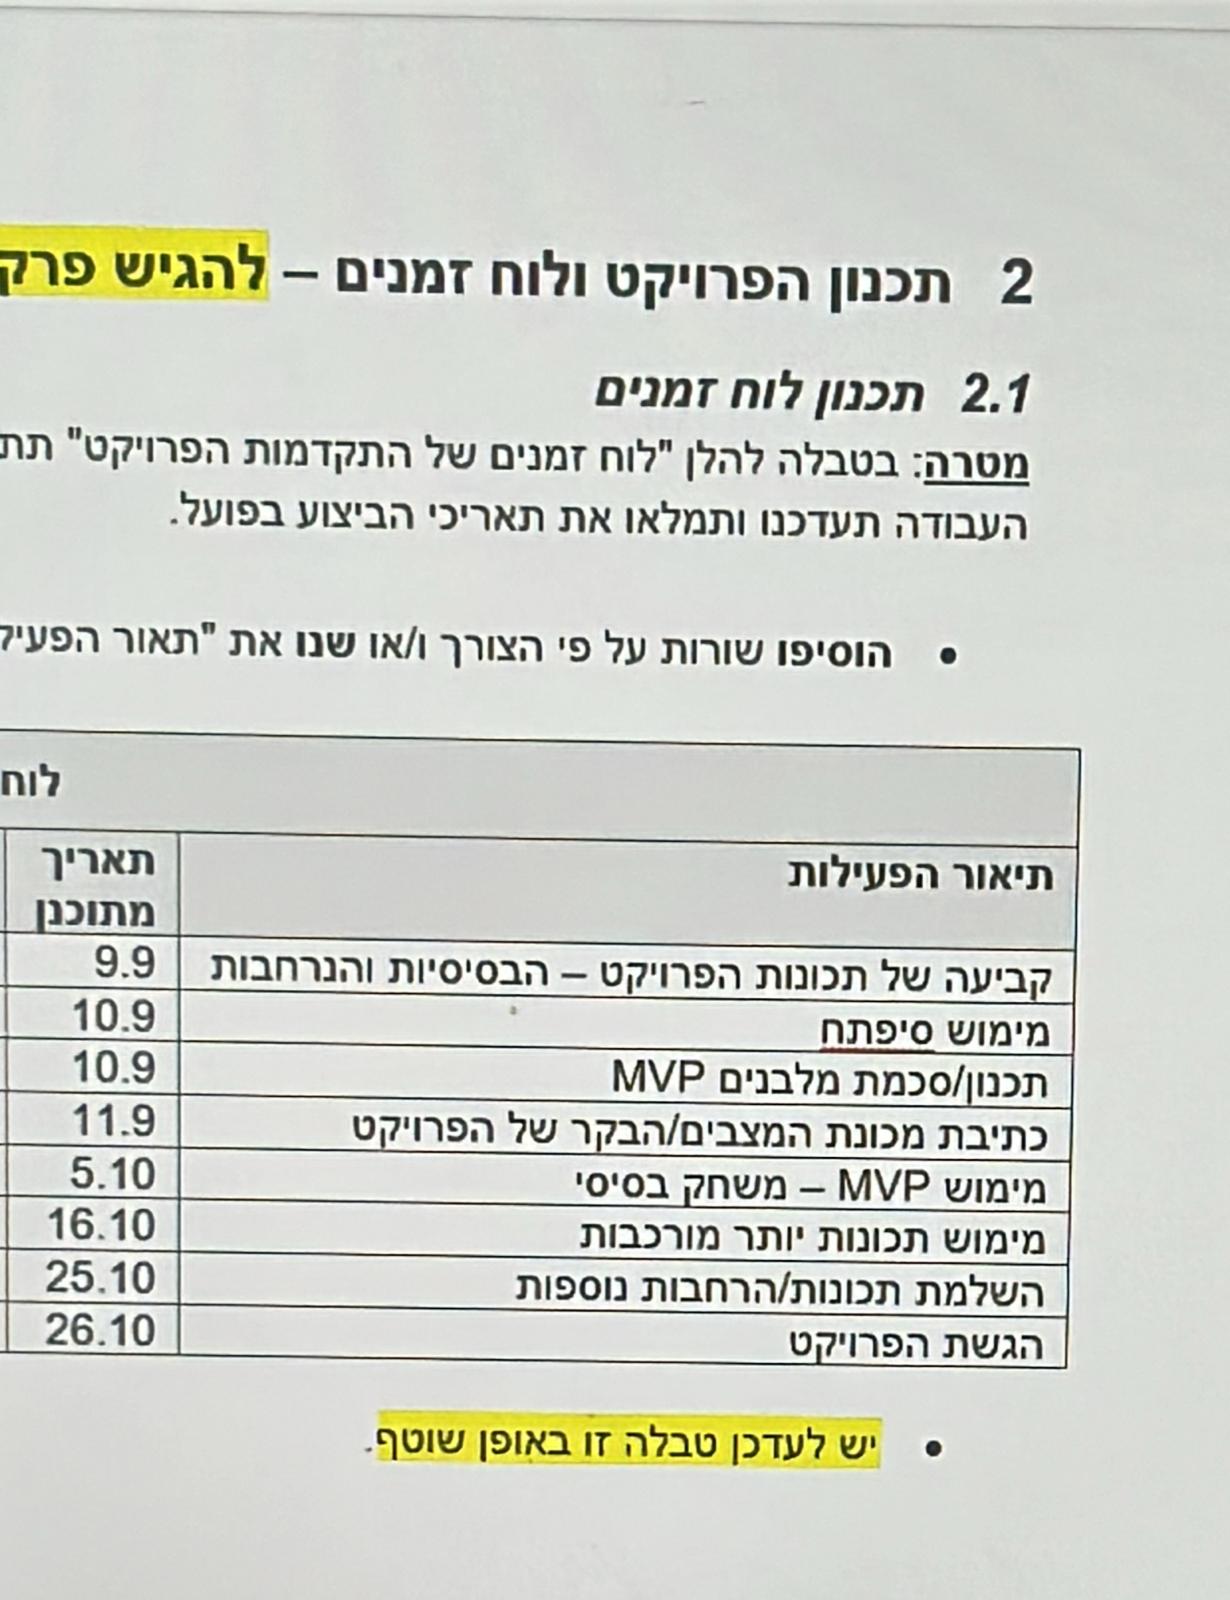 2 תכנון הפרויקט ולוח זמנים – להגיש פרק
2.1 תכנון לוח זמנים
מטרה: בטבלה להלן "לוח זמנים של התקדמות הפרויקט"
העבודה תעדכנו ותמלאו את תאריכי הביצוע בפועל.
• הוסיפו שורות על פי הצורך ו/או שנו את "תאור
לוח
תיאור הפעילות תאריך
מתוכנן
קביעה של תכונות הפרויקט – הבסיסיות והנרחבות 9.9
מימוש סיפתח 10.9
תכנון/סכמת מלבנים MVP 10.9
כתיבת מכונת המצבים/הבקר של הפרויקט 11.9
מימוש MVP – משחק בסיסי 5.10
מימוש תכונות יותר מורכבות 16.10
השלמת תכונות/הרחבות נוספות 25.10
הגשת הפרויקט 26.10
• יש לעדכן טבלה זו באופן שוטף.